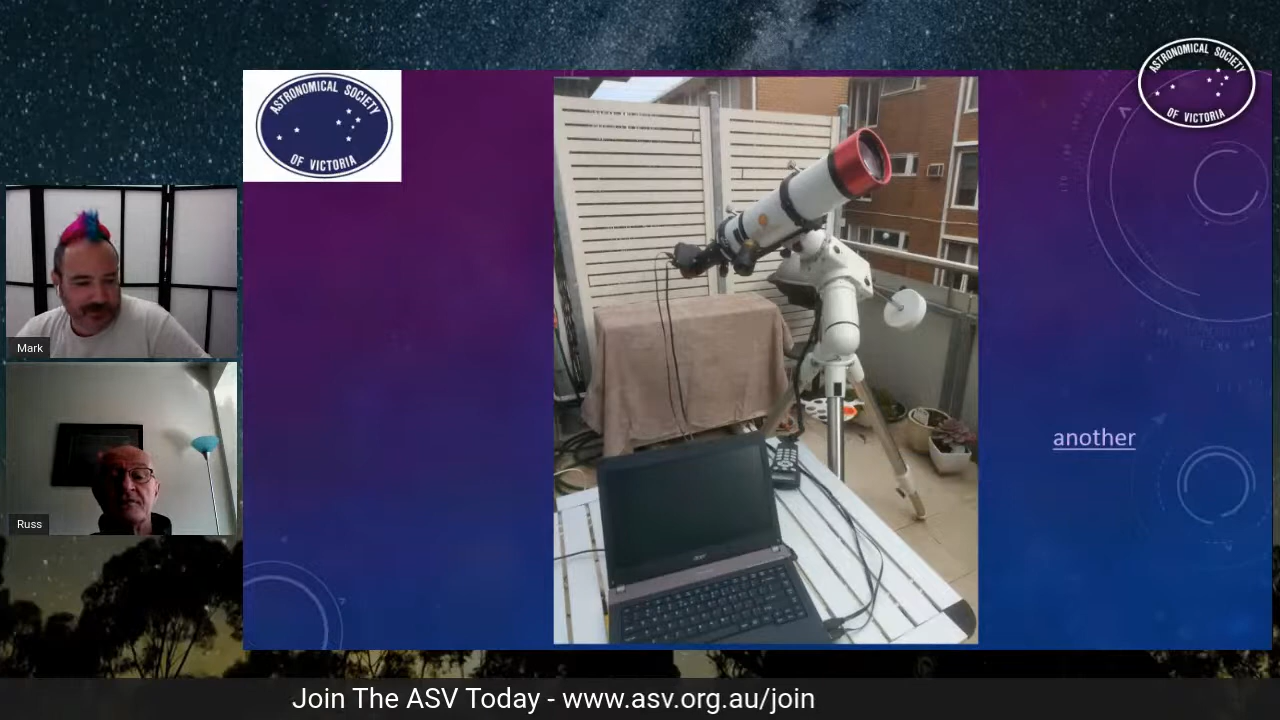 ASTRONOMICAL SOCIETY
OF VICTORIA
ASTRONOMICAL SOCIETY
OF VICTORIA
Mark
Russ
another
acer
Join The ASV Today - www.asv.org.au/join